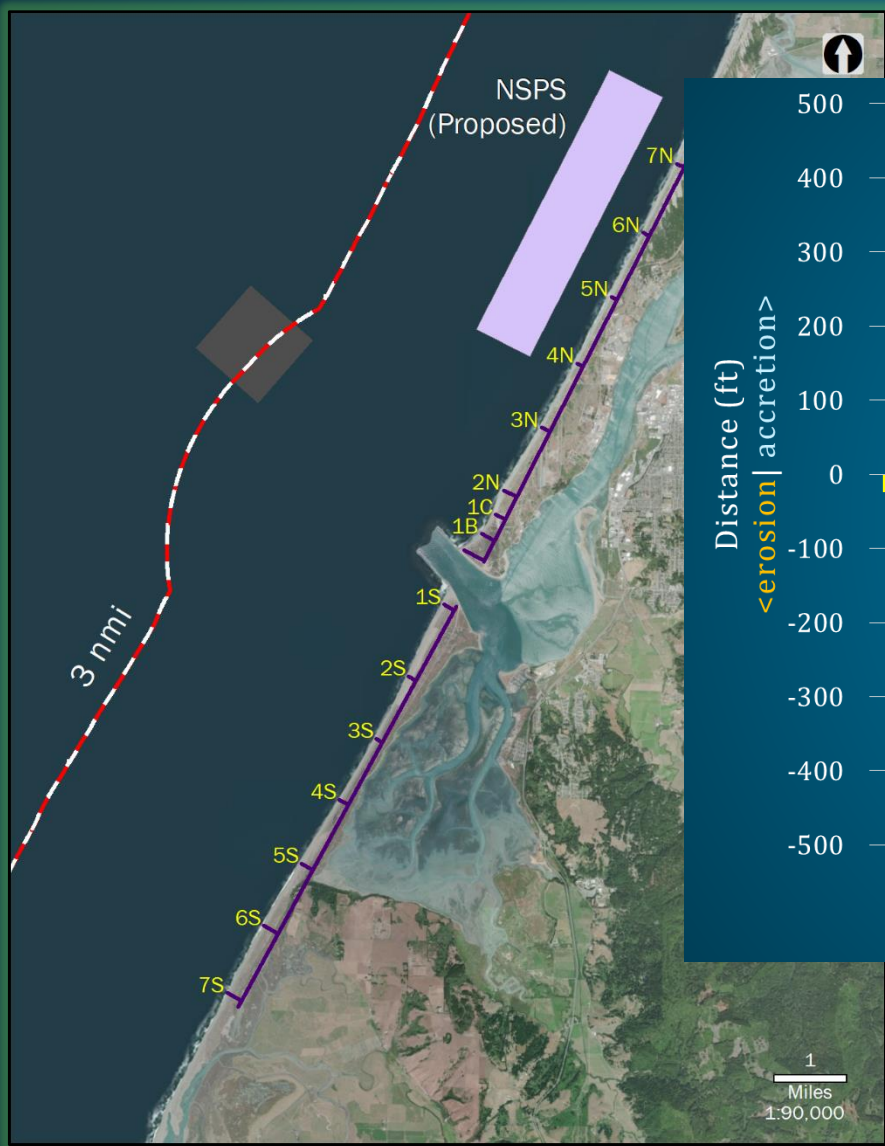 NSPS
(Proposed)
7N
6N
5N
4N
3N
2N
1C
1B
1S
2S
3S
4S
5S
6S
7S
3 nmi
500
400
300
200
100
0
-100
-200
-300
-400
-500
Distance (ft)
<erosion| accretion>
1
Miles
1:90,000